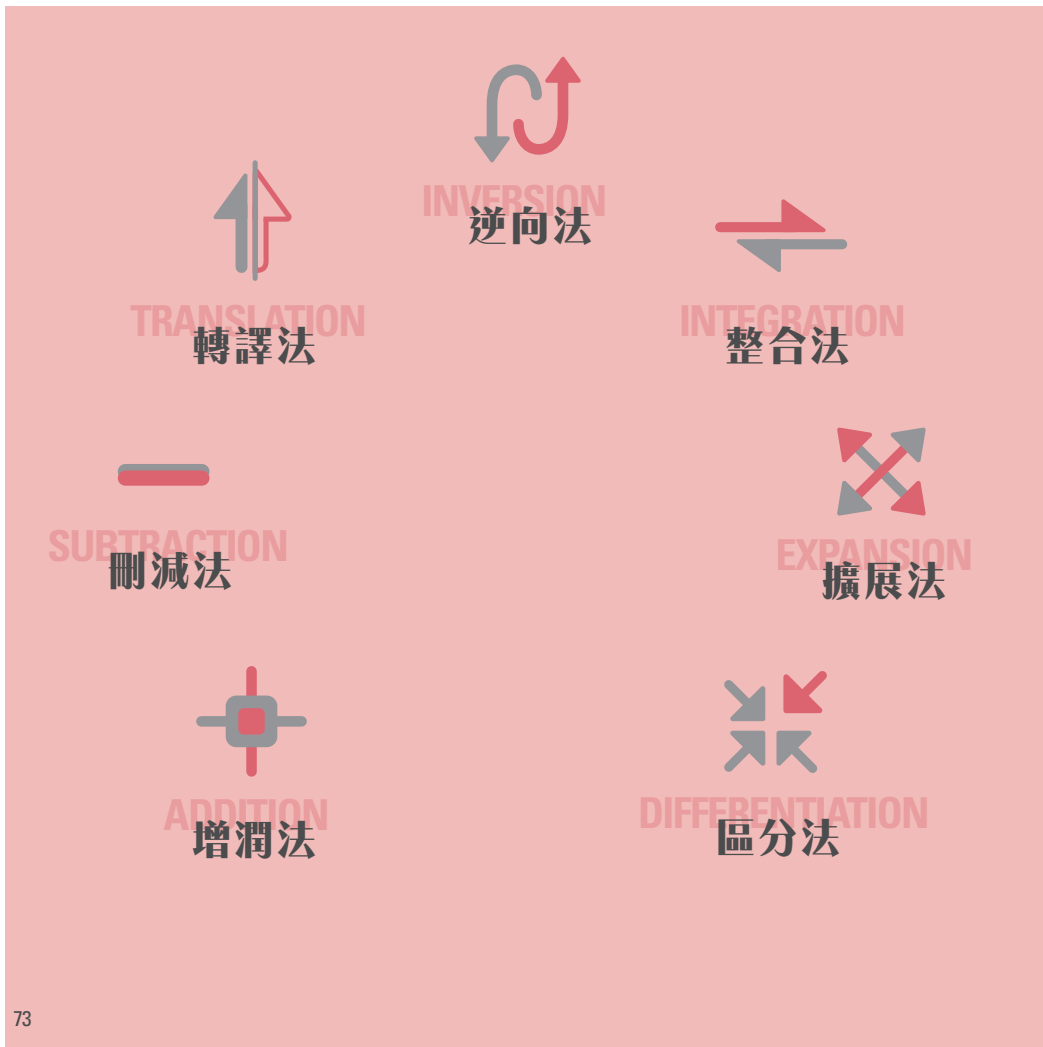 INVERSION
逆向法
TRANSLATION
轉譯法
INTEGRATION
整合法
SUBTRACTION
刪減法
EXPANSION
擴展法
ADDITION
增潤法
DIFFERENTIATION
區分法
73